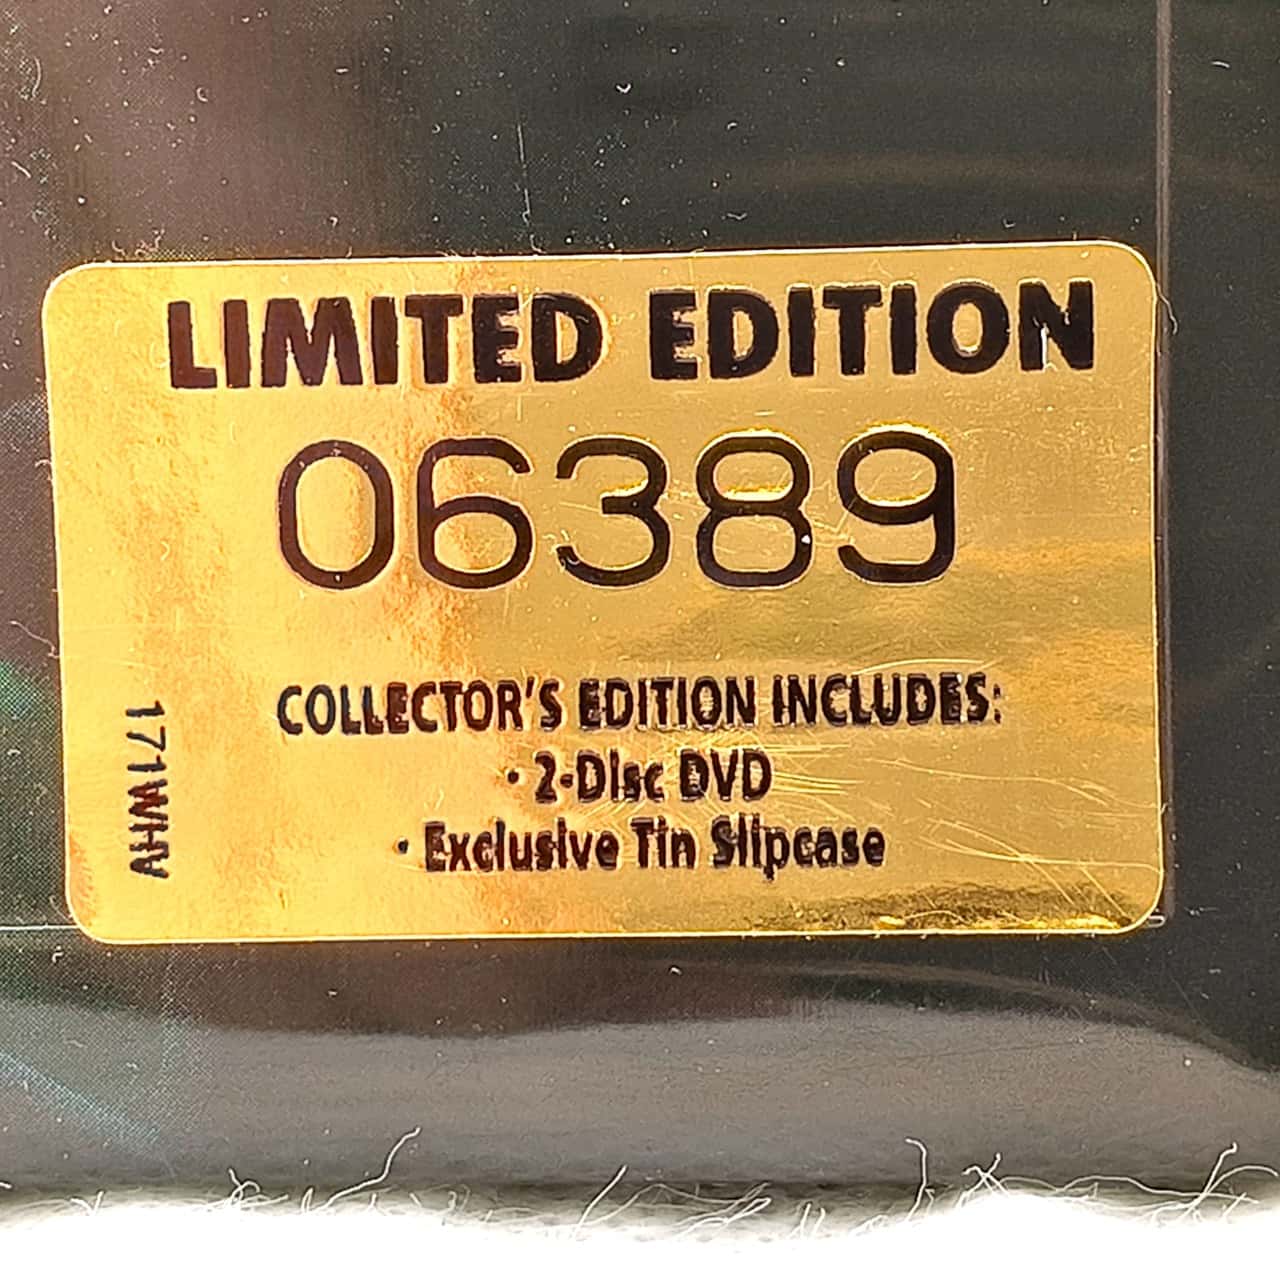 LIMITED EDITION
06389
COLLECTOR'S EDITION INCLUDES:
· 2-Disc DVD
· Exclusive Tin Slipcase
171WHV